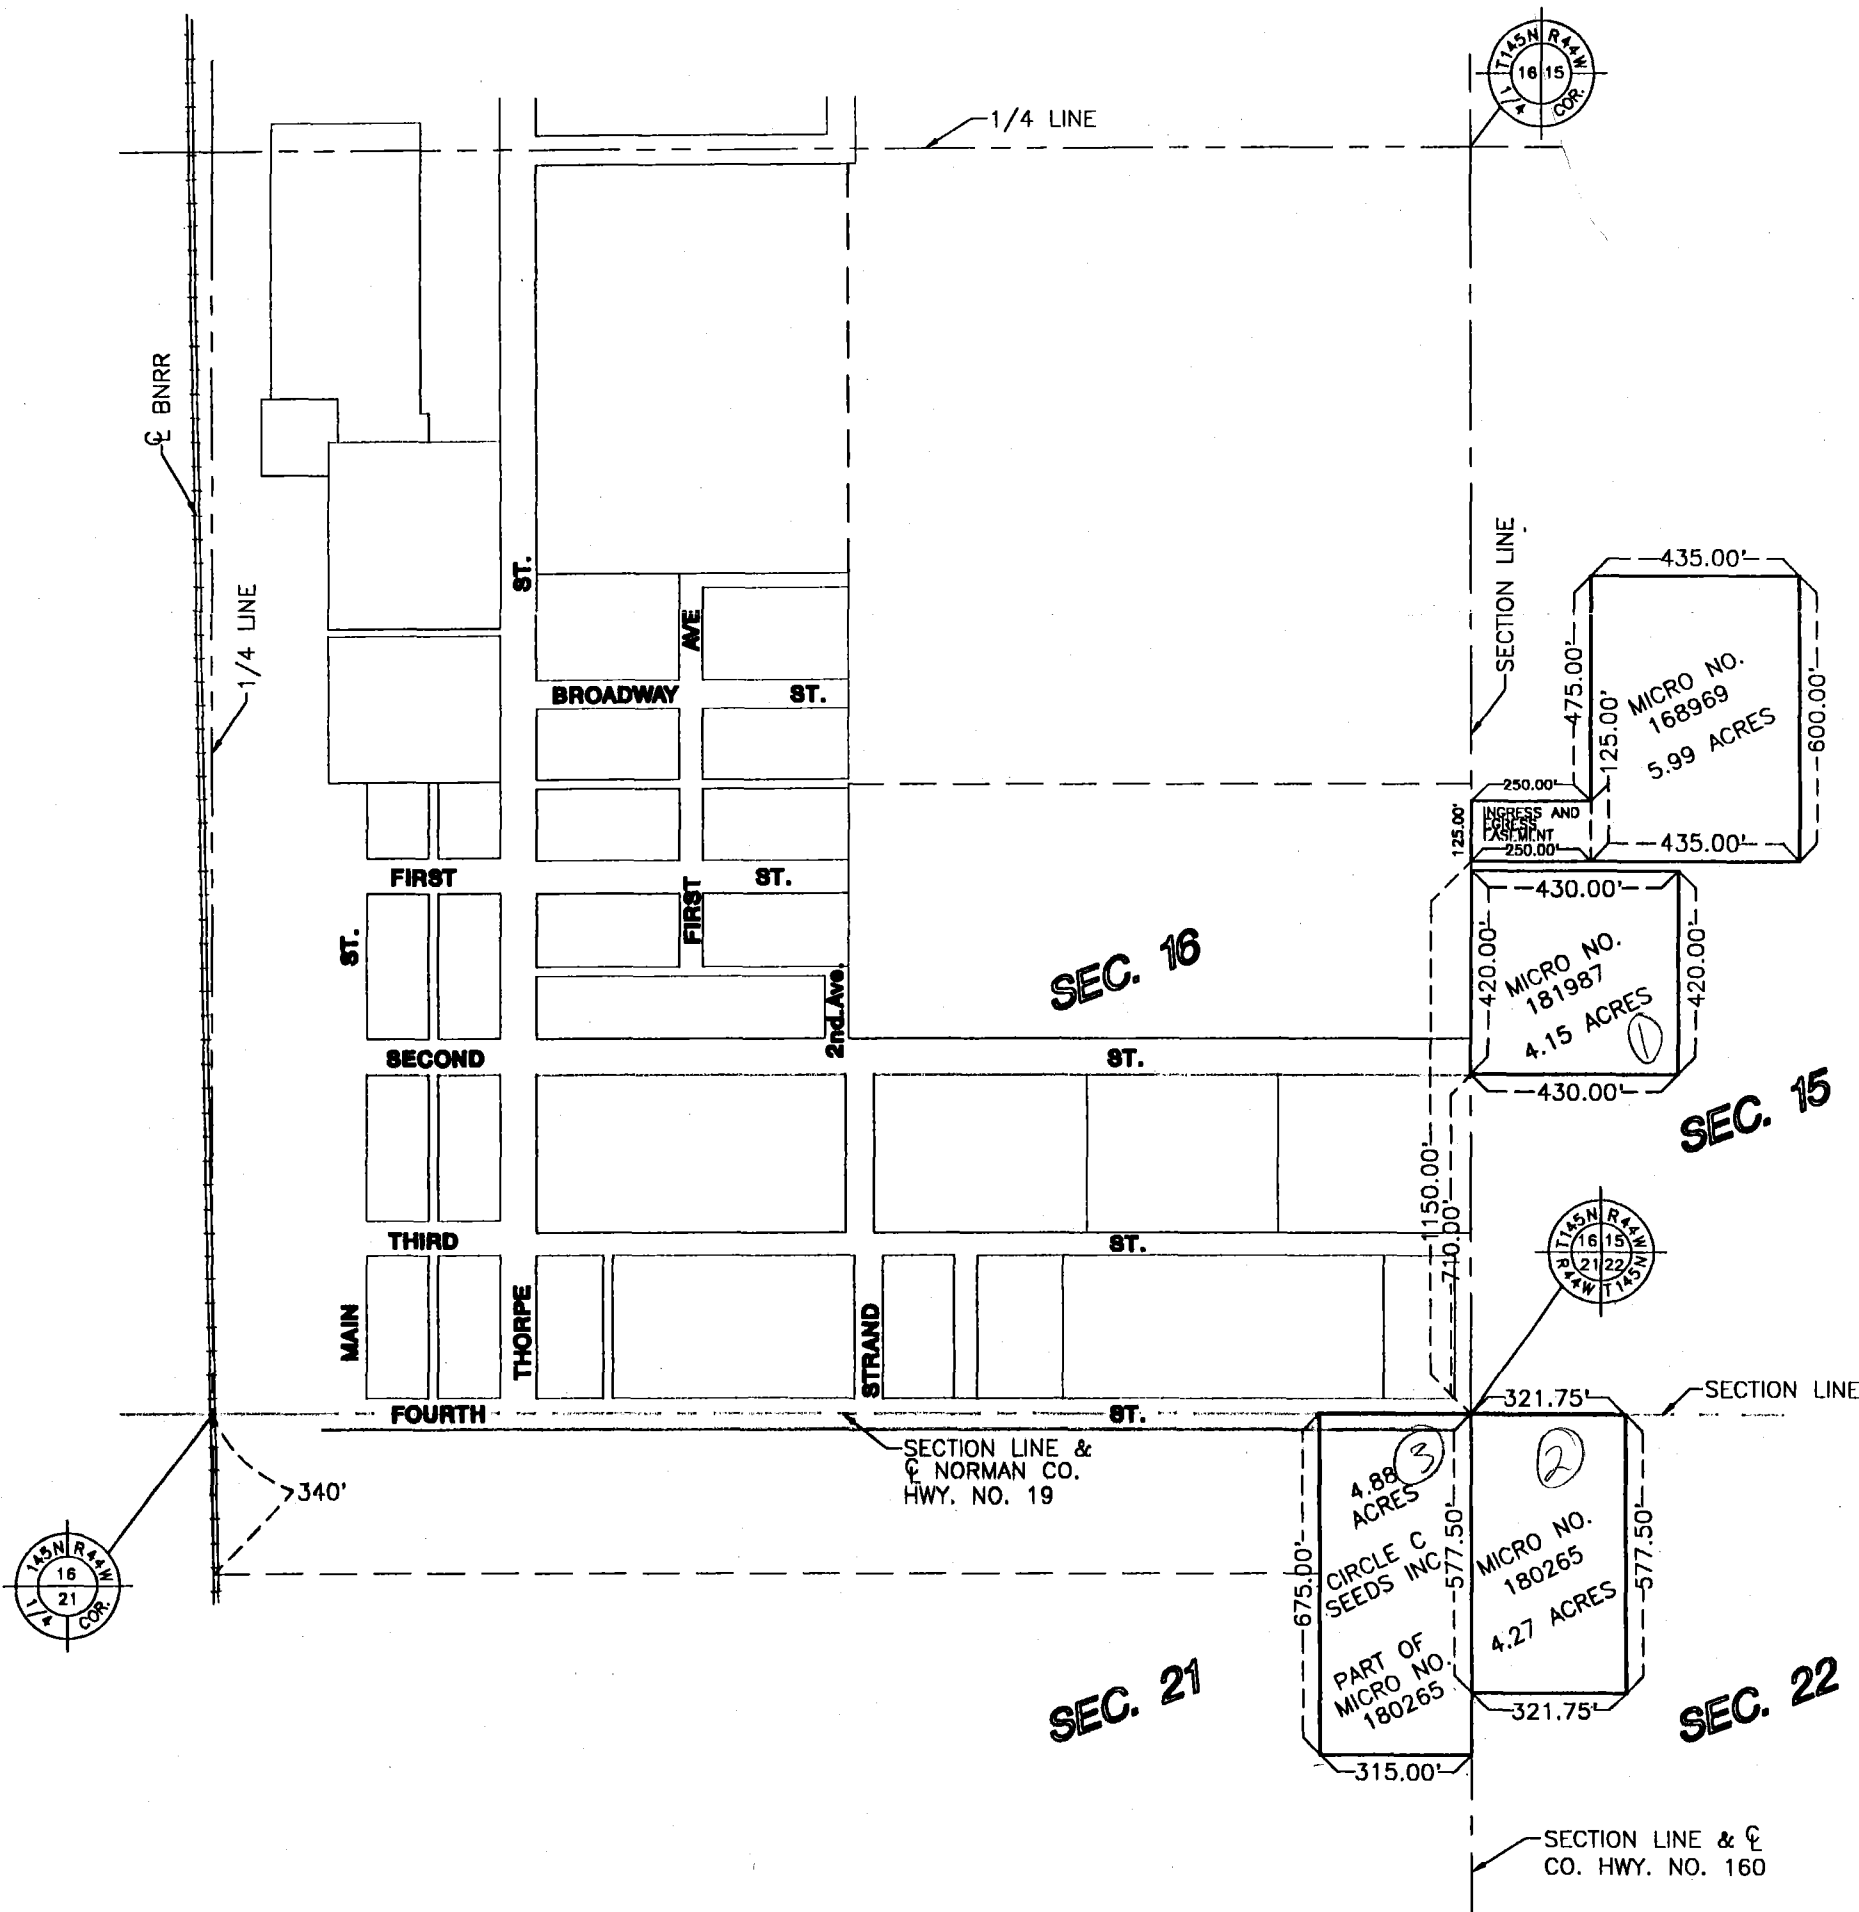 T145N R44W
16 15
1/4 COR.
1/4 LINE
℄ BNRR
1/4 LINE
ST.
AVE
BROADWAY ST.
SECTION LINE
435.00'
475.00'
125.00'
600.00'
MICRO NO.
168969
5.99 ACRES
250.00'
125.00'
INGRESS AND
EGRESS
EASEMENT
250.00'
435.00'
FIRST ST.
FIRST
ST.
2nd.Ave.
SEC. 16
430.00'
420.00'
420.00'
MICRO NO.
181987
4.15 ACRES
1
430.00'
SECOND ST.
SEC. 15
1150.00'
710.00'
T145N R44W
16 15
21 22
R44W T145N
THIRD ST.
MAIN
THORPE
STRAND
FOURTH ST.
321.75'
SECTION LINE
SECTION LINE &
℄ NORMAN CO.
HWY. NO. 19
340'
145N R44W
16
21
1/4 COR.
3
4.88
ACRES
CIRCLE C
SEEDS INC
PART OF
MICRO NO.
180265
675.00'
577.50'
2
MICRO NO.
180265
4.27 ACRES
577.50'
SEC. 21
321.75'
SEC. 22
315.00'
SECTION LINE & ℄
CO. HWY. NO. 160